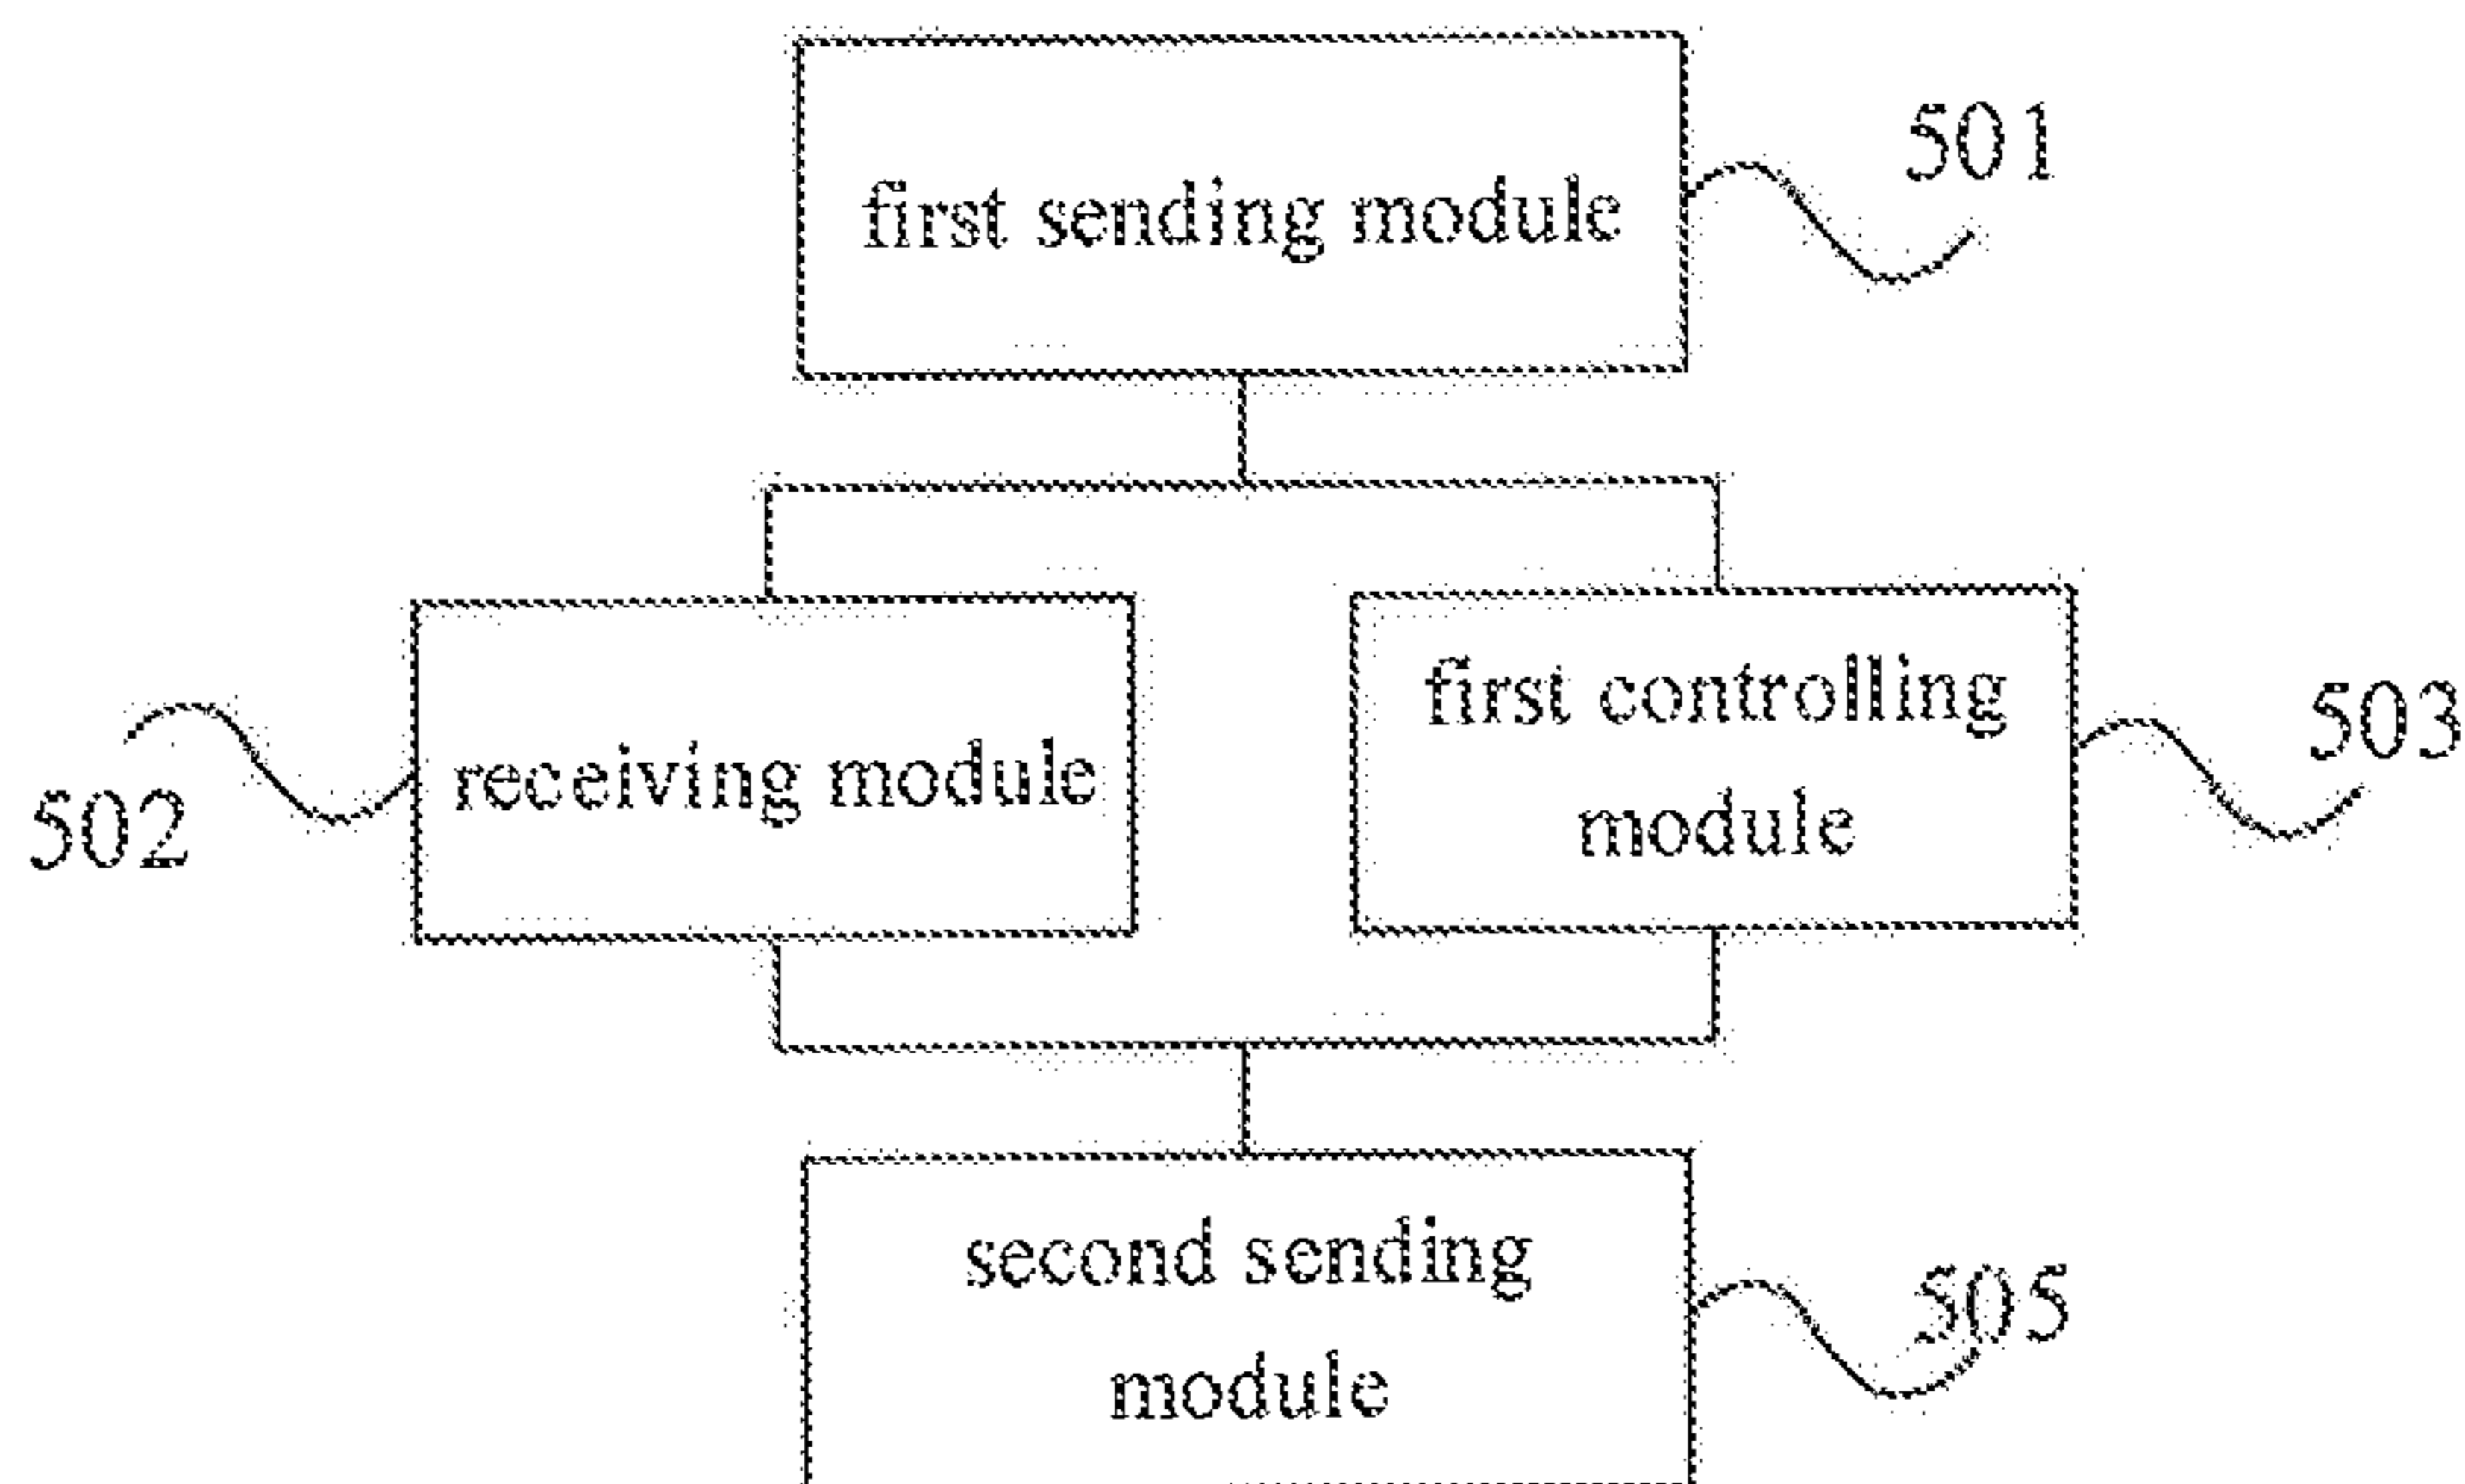 first sending module
501
receiving module
502
first controlling
module
503
second sending
module
505